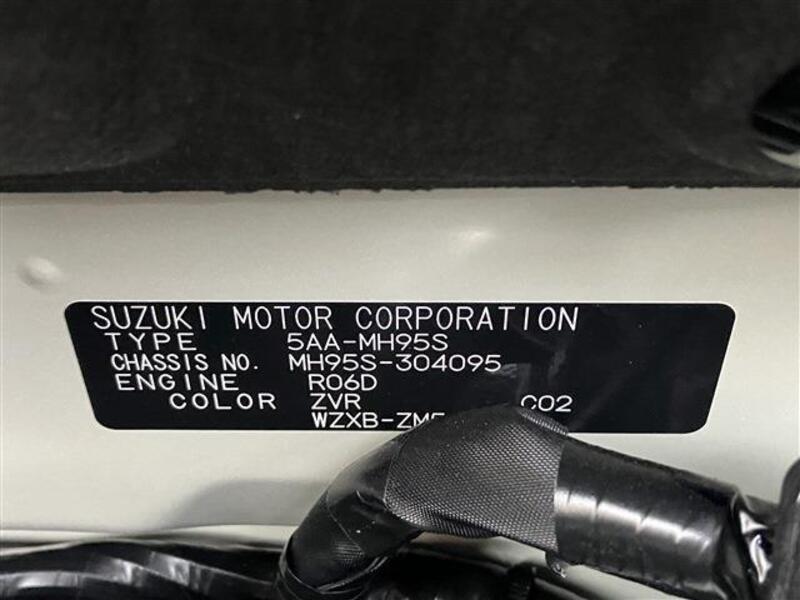 SUZUKI MOTOR CORPORATION
TYPE 5AA-MH95S
CHASSIS NO. MH95S-304095
ENGINE R06D
COLOR ZVR C02